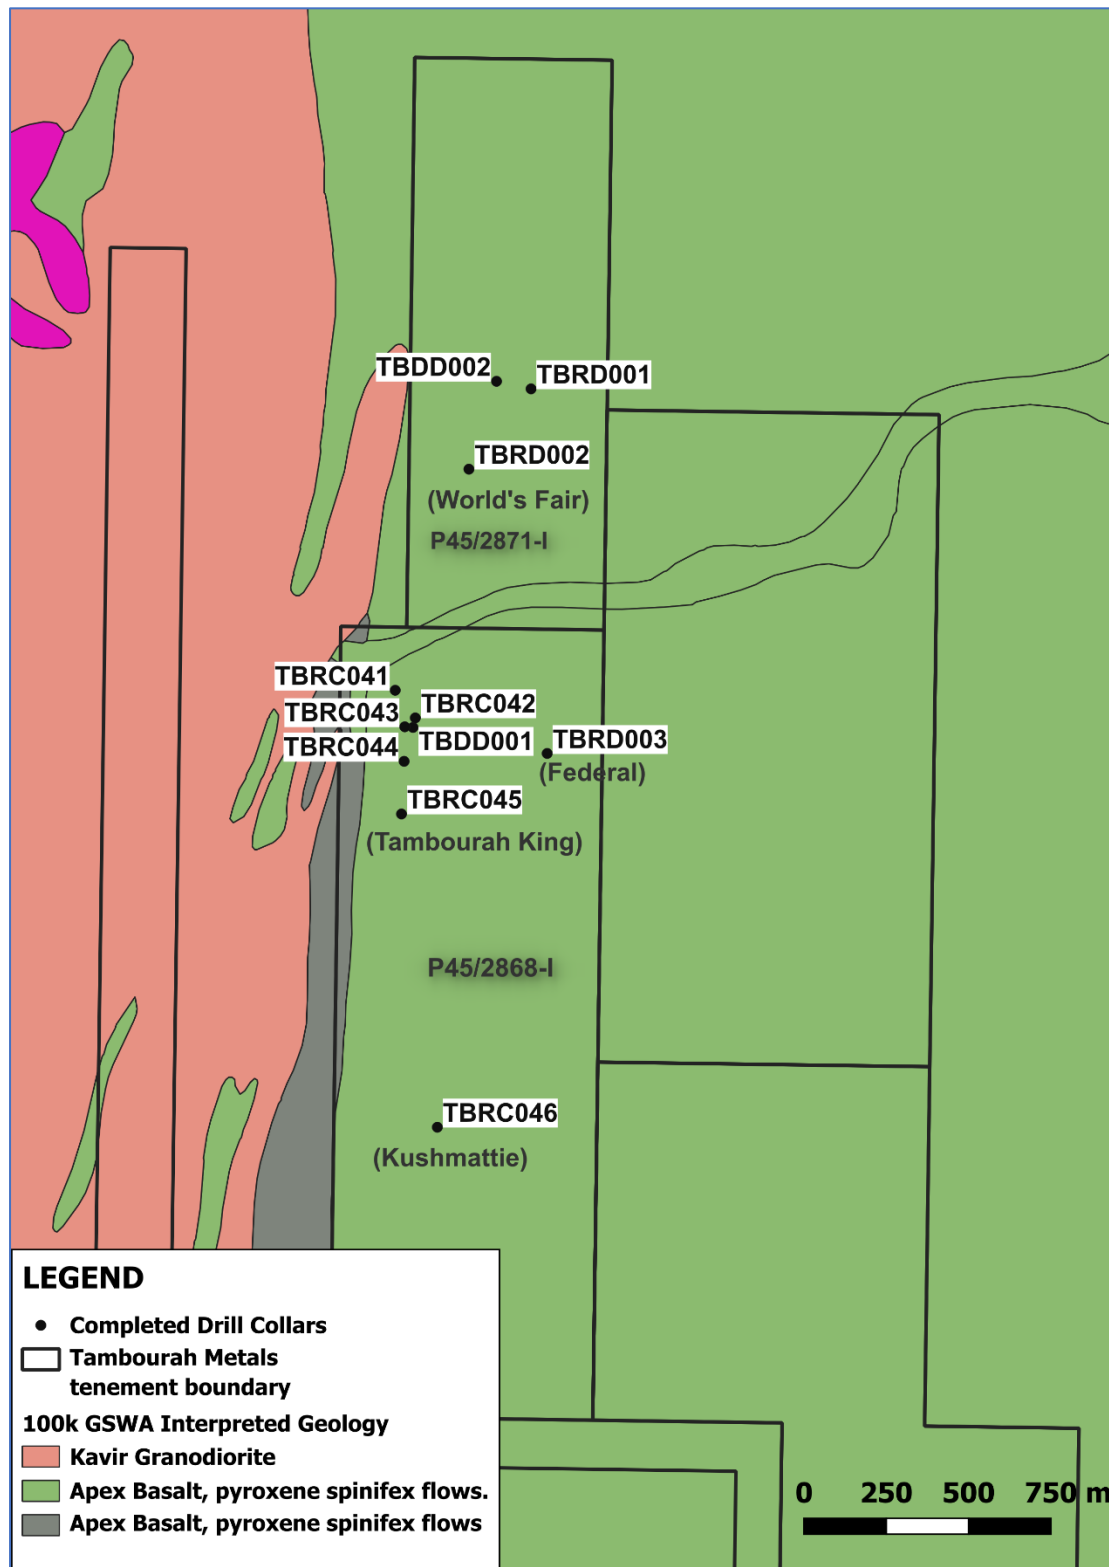 TBDD002
TBRD001
TBRD002
(World's Fair)
P45/2871-I
TBRC041
TBRC042
TBRC043
TBDD001
TBRD003
TBRC044
(Federal)
TBRC045
(Tambourah King)
P45/2868-I
TBRC046
(Kushmattie)
LEGEND
Completed Drill Collars
Tambourah Metals
tenement boundary
100k GSWA Interpreted Geology
Kavir Granodiorite
Apex Basalt, pyroxene spinifex flows.
Apex Basalt, pyroxene spinifex flows
0 250 500 750 m